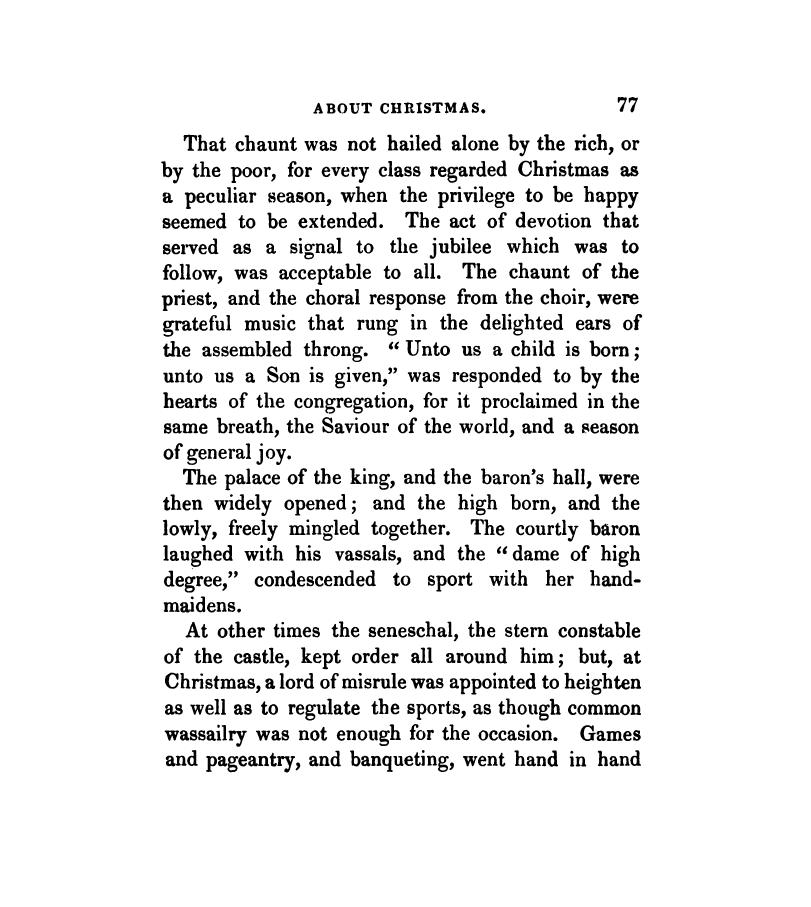 ABOUT CHRISTMAS. 77
That chaunt was not hailed alone by the rich, or
by the poor, for every class regarded Christmas as
a peculiar season, when the privilege to be happy
seemed to be extended. The act of devotion that
served as a signal to the jubilee which was to
follow, was acceptable to all. The chaunt of the
priest, and the choral response from the choir, were
grateful music that rung in the delighted ears of
the assembled throng. “Unto us a child is born;
unto us a Son is given,” was responded to by the
hearts of the congregation, for it proclaimed in the
same breath, the Saviour of the world, and a season
of general joy.
The palace of the king, and the baron's hall, were
then widely opened; and the high born, and the
lowly, freely mingled together. The courtly baron
laughed with his vassals, and the “dame of high
degree,” condescended to sport with her hand-
maidens.
At other times the seneschal, the stern constable
of the castle, kept order all around him; but, at
Christmas, a lord of misrule was appointed to heighten
as well as to regulate the sports, as though common
wassailry was not enough for the occasion. Games
and pageantry, and banqueting, went hand in hand